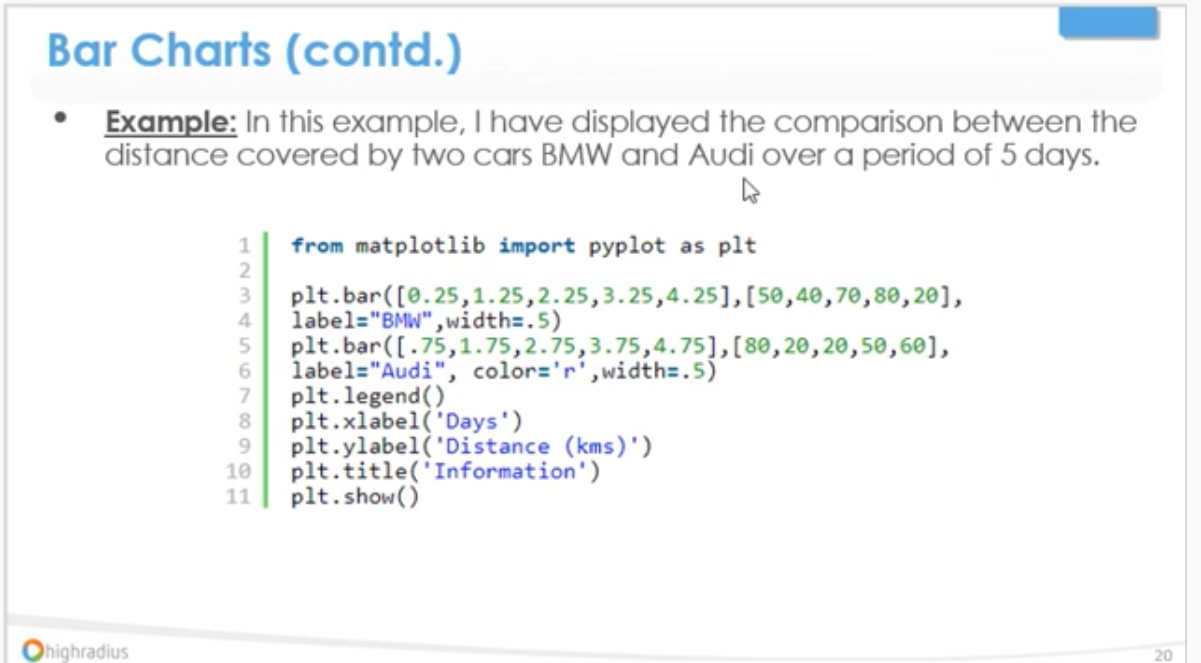 Bar Charts (contd.)
• Example: In this example, I have displayed the comparison between the
distance covered by two cars BMW and Audi over a period of 5 days.
1 from matplotlib import pyplot as plt
2
3 plt.bar([0.25,1.25,2.25,3.25,4.25],[50,40,70,80,20],
4 label="BMW",width=.5)
5 plt.bar([.75,1.75,2.75,3.75,4.75],[80,20,20,50,60],
6 label="Audi", color='r',width=.5)
7 plt.legend()
8 plt.xlabel('Days')
9 plt.ylabel('Distance (kms)')
10 plt.title('Information')
11 plt.show()
highradius
20